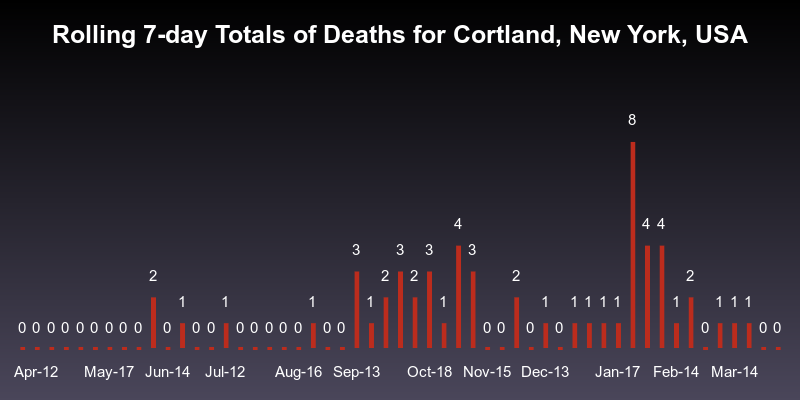 Rolling 7-day Totals of Deaths for Cortland, New York, USA
8
4 4 4
3 3 3 3
2 2 2 2 2
1 1 1 1 1 1 1 1 1 1 1 1 1 1
0 0 0 0 0 0 0 0 0 0 0 0 0 0 0 0 0 0 0 0 0 0 0 0 0 0
Apr-12 May-17 Jun-14 Jul-12 Aug-16 Sep-13 Oct-18 Nov-15 Dec-13 Jan-17 Feb-14 Mar-14